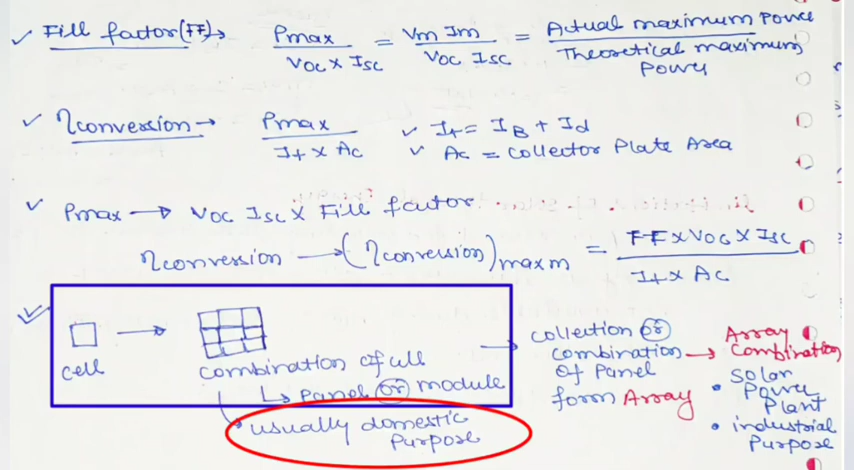 ✓ Fill factor(FF)→ Pmax / Voc x Isc = Vm Im / Voc Isc = Actual maximum Power / Theoretical maximum Power
✓ ηconversion → Pmax / It x Ac
✓ It = IB + Id
✓ Ac = Collector Plate Area
✓ Pmax → Voc Isc x Fill factor
ηconversion → (ηconversion)maxm = FF x Voc x Isc / It x Ac
✓
cell
combination of all
↳ Panel or module
usually domestic
Purpose
→ collection or
combination
of Panel
form Array
→ Array
Combination
• Solar
Power
Plant
• industrial
Purpose